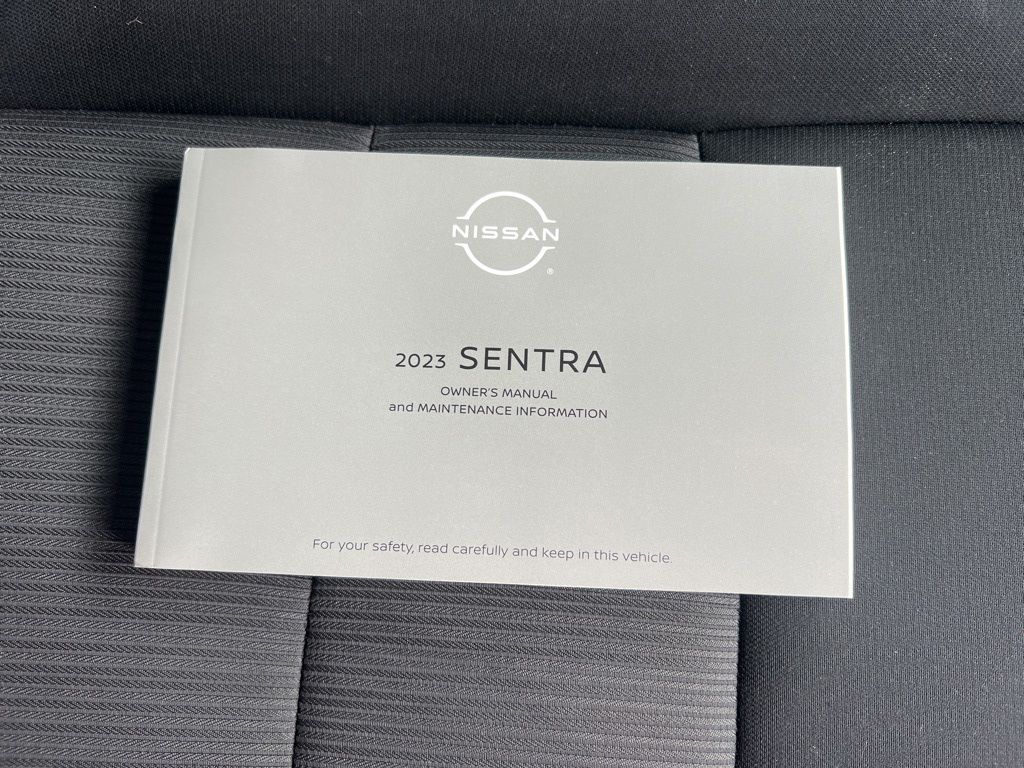 NISSAN
®
2023 SENTRA
OWNER'S MANUAL
and MAINTENANCE INFORMATION
For your safety, read carefully and keep in this vehicle.